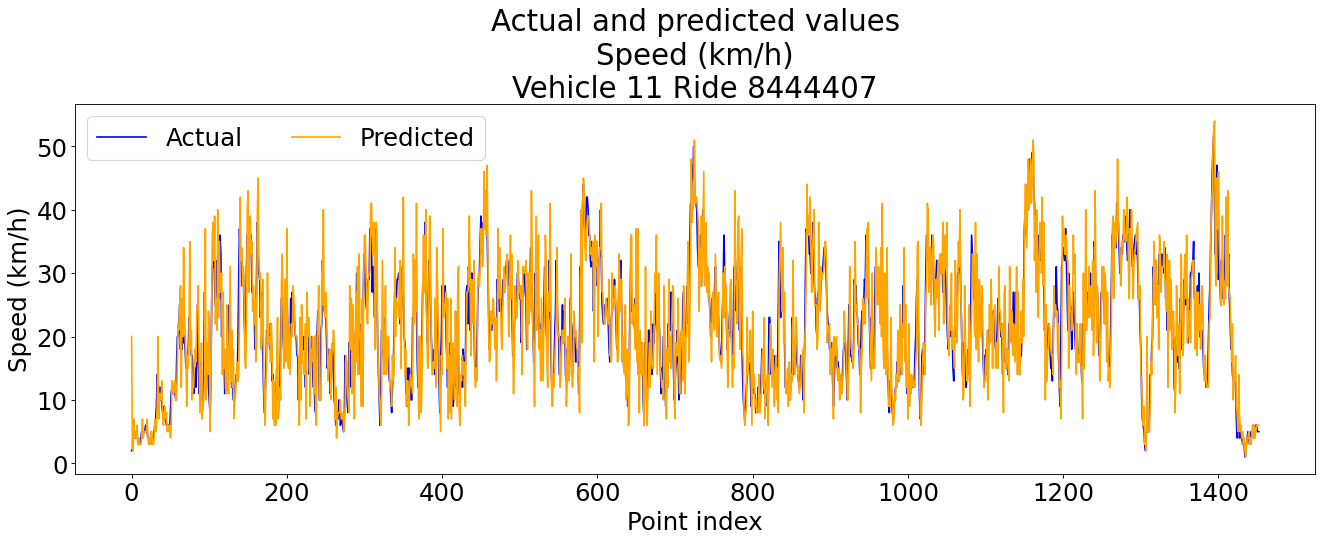 Actual and predicted values
Speed (km/h)
Vehicle 11 Ride 8444407
Actual
Predicted
Speed (km/h)
50
40
30
20
10
0
0 200 400 600 800 1000 1200 1400
Point index